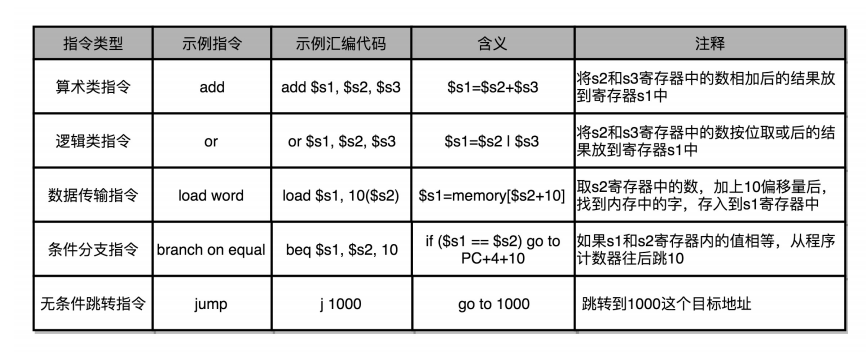 指令类型 示例指令 示例汇编代码 含义 注释
算术类指令 add add $s1, $s2, $s3 $s1=$s2+$s3 将s2和s3寄存器中的数相加后的结果放
到寄存器s1中
逻辑类指令 or or $s1, $s2, $s3 $s1=$s2 | $s3 将s2和s3寄存器中的数按位取或后的结
果放到寄存器s1中
数据传输指令 load word load $s1, 10($s2) $s1=memory[$s2+10] 取s2寄存器中的数，加上10偏移量后，
找到内存中的字，存入到s1寄存器中
条件分支指令 branch on equal beq $s1, $s2, 10 if ($s1 == $s2) go to
PC+4+10
如果s1和s2寄存器内的值相等，从程序
计数器往后跳10
无条件跳转指令 jump j 1000 go to 1000 跳转到1000这个目标地址